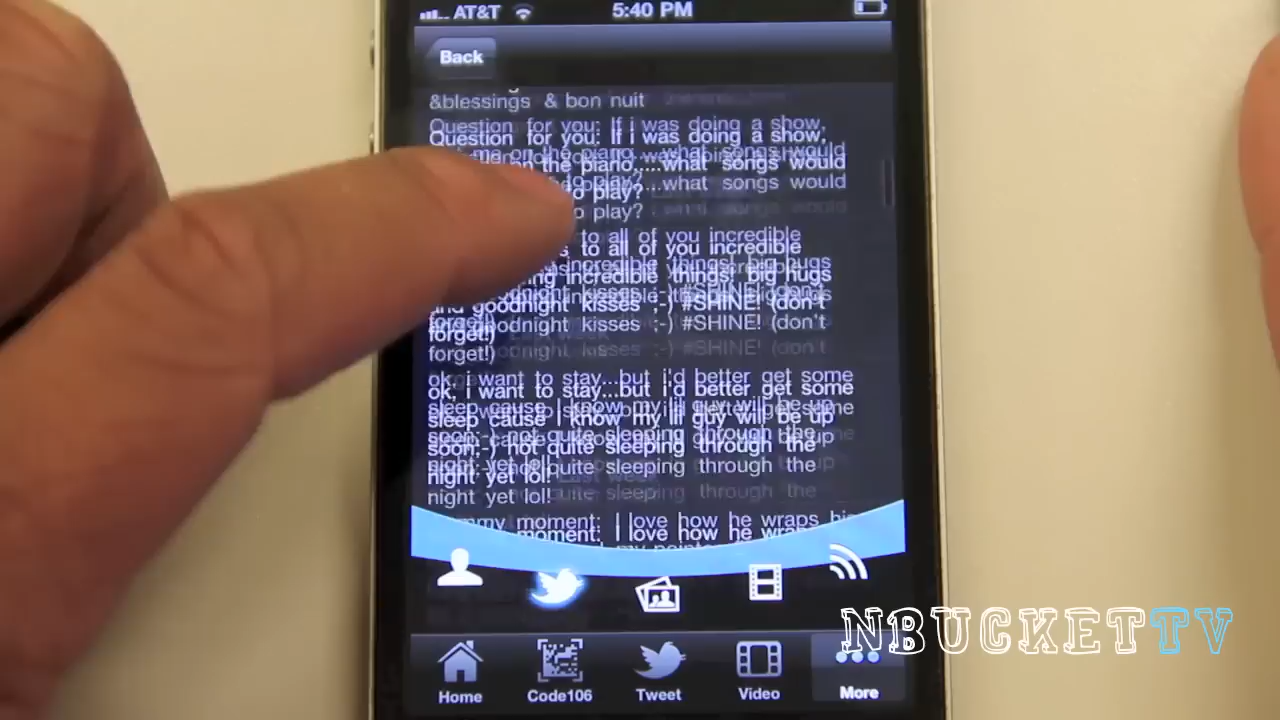 AT&T
5:40 PM
Back
&blessings & bon nuit
Question for you: If i was doing a show,
on the piano.....what songs would
to play?
to all of you incredible
incredible things! big hugs
and goodnight kisses ;-) #SHINE! (don't
forget!)
ok, i want to stay...but i'd better get some
sleep cause I know my lil guy will be up
soon;-) not quite sleeping through the
night yet lol!
moment: I love how he wraps his
NBUCKETTV
Home
Code106
Tweet
Video
More